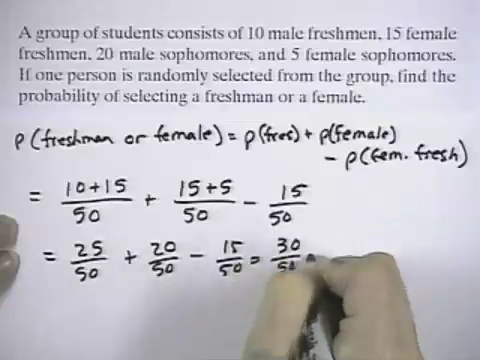 A group of students consists of 10 male freshmen, 15 female
freshmen, 20 male sophomores, and 5 female sophomores.
If one person is randomly selected from the group, find the
probability of selecting a freshman or a female.
P(freshman or female) = P(fres) + P(female)
- P(fem. fresh)
= 10+15/50 + 15+5/50 - 15/50
= 25/50 + 20/50 - 15/50 = 30/50